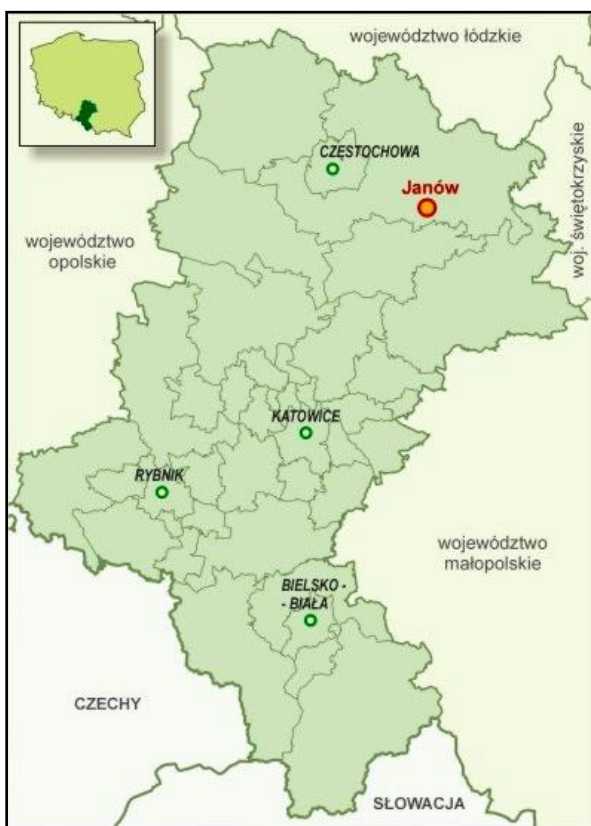 województwo łódzkie
CZĘSTOCHOWA
Janów
woj. świętokrzyskie
województwo
opolskie
KATOWICE
RYBNIK
województwo
małopolskie
BIELSKO -
- BIAŁA
CZECHY
SŁOWACJA